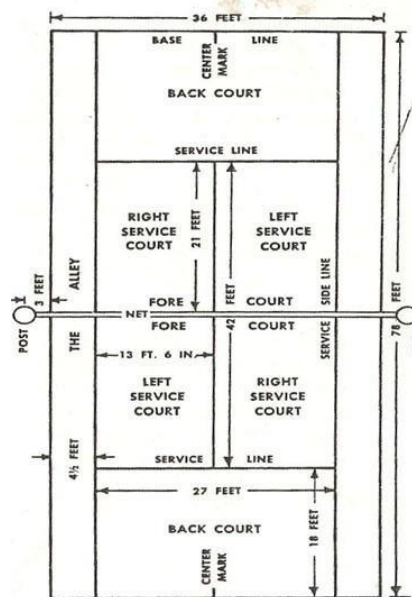 36 FEET
BASE LINE
CENTER
MARK
BACK COURT
SERVICE LINE
RIGHT
SERVICE
COURT
21 FEET
LEFT
SERVICE
COURT
3 FEET
ALLEY
THE
42 FEET
SIDE LINE
SERVICE
78 FEET
FORE COURT
NET
FORE COURT
POST
13 FT. 6 IN.
LEFT
SERVICE
COURT
RIGHT
SERVICE
COURT
4½ FEET
SERVICE LINE
27 FEET
18 FEET
BACK COURT
CENTER
MARK